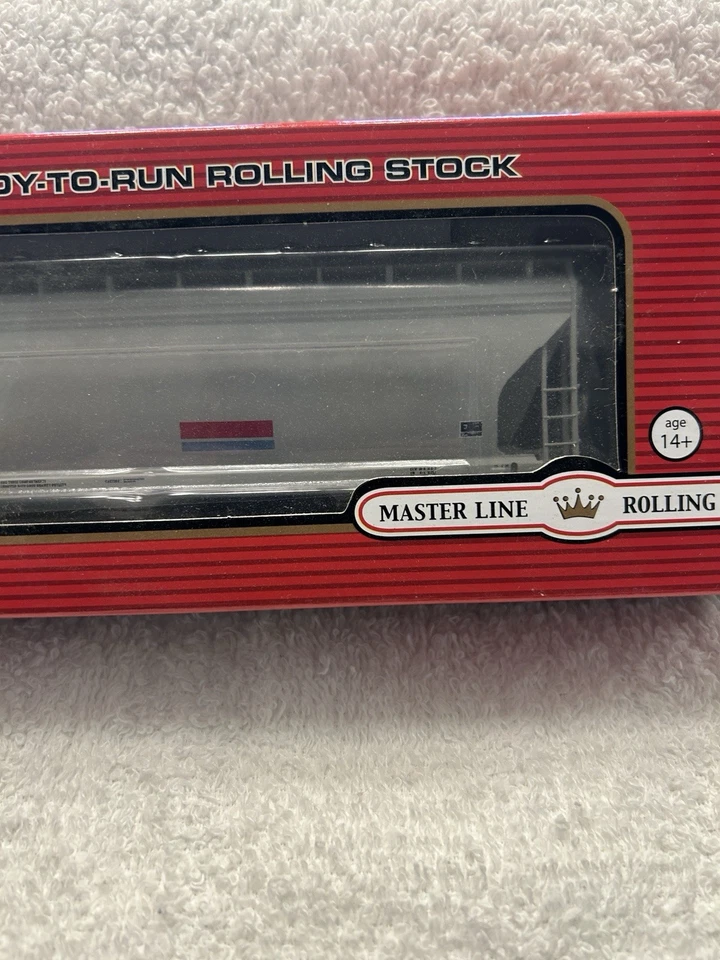 DY-TO-RUN ROLLING STOCK
age
14+
MASTER LINE ROLLING